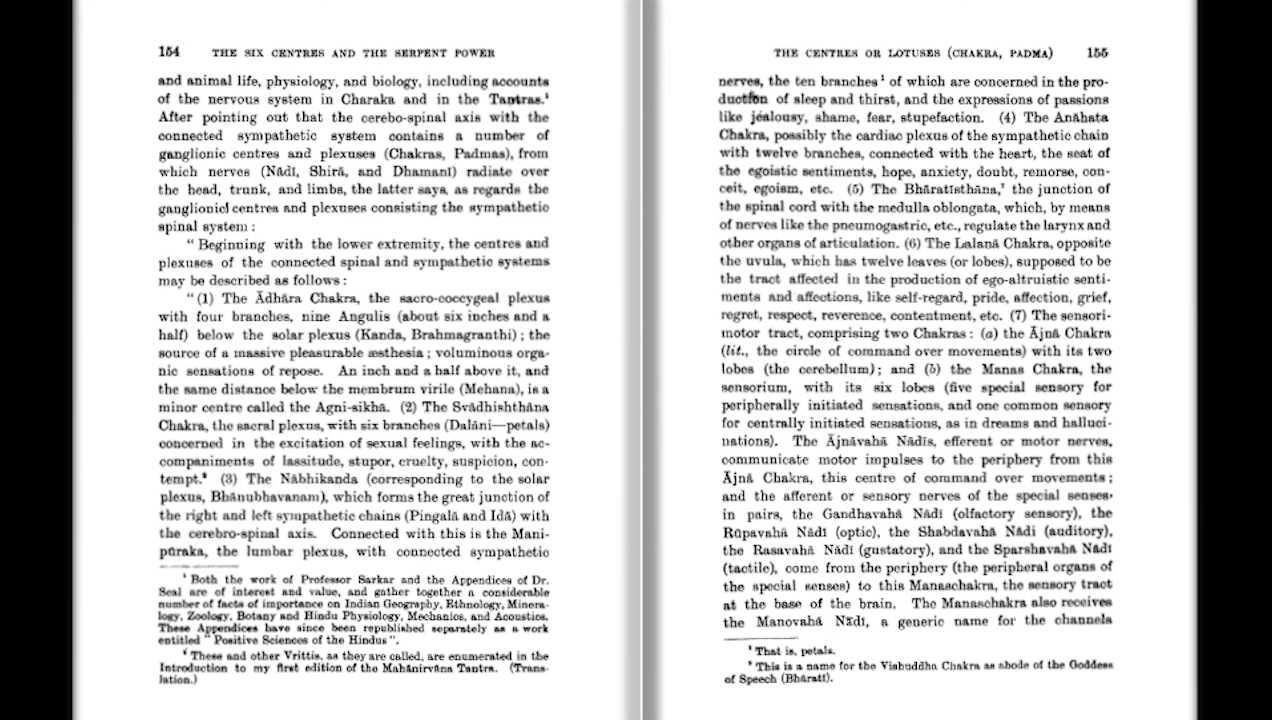 154 THE SIX CENTRES AND THE SERPENT POWER
and animal life, physiology, and biology, including accounts
of the nervous system in Charaka and in the Tantras.¹
After pointing out that the cerebo-spinal axis with the
connected sympathetic system contains a number of
ganglionic centres and plexuses (Chakras, Padmas), from
which nerves (Nādī, Shirā, and Dhamanī) radiate over
the head, trunk, and limbs, the latter says, as regards the
ganglionic centres and plexuses consisting the sympathetic
spinal system :
“ Beginning with the lower extremity, the centres and
plexuses of the connected spinal and sympathetic systems
may be described as follows :
“ (1) The Ādhāra Chakra, the sacro-coccygeal plexus
with four branches, nine Angulis (about six inches and a
half) below the solar plexus (Kanda, Brahmagranthi) ; the
source of a massive pleasurable æsthesia ; voluminous orga-
nic sensations of repose. An inch and a half above it, and
the same distance below the membrum virile (Mehana), is a
minor centre called the Agni-sikhā. (2) The Svādhishthāna
Chakra, the sacral plexus, with six branches (Dalāni—petals)
concerned in the excitation of sexual feelings, with the ac-
companiments of lassitude, stupor, cruelty, suspicion, con-
tempt.² (3) The Nābhikanda (corresponding to the solar
plexus, Bhānubhavanam), which forms the great junction of
the right and left sympathetic chains (Pingalā and Idā) with
the cerebro-spinal axis. Connected with this is the Mani-
pūraka, the lumbar plexus, with connected sympathetic
¹ Both the work of Professor Sarkar and the Appendices of Dr.
Seal are of interest and value, and gather together a considerable
number of facts of importance on Indian Geography, Ethnology, Minera-
logy, Zoology, Botany and Hindu Physiology, Mechanics, and Acoustics.
These Appendices have since been republished separately as a work
entitled “ Positive Sciences of the Hindus ”.
² These and other Vrittis, as they are called, are enumerated in the
Introduction to my first edition of the Mahānirvāna Tantra. (Trans-
lation.)
THE CENTRES OR LOTUSES (CHAKRA, PADMA) 155
nerves, the ten branches¹ of which are concerned in the pro-
duction of sleep and thirst, and the expressions of passions
like jealousy, shame, fear, stupefaction. (4) The Anāhata
Chakra, possibly the cardiac plexus of the sympathetic chain
with twelve branches, connected with the heart, the seat of
the egoistic sentiments, hope, anxiety, doubt, remorse, con-
ceit, egoism, etc. (5) The Bhāratīsthāna,² the junction of
the spinal cord with the medulla oblongata, which, by means
of nerves like the pneumogastric, etc., regulate the larynx and
other organs of articulation. (6) The Lalanā Chakra, opposite
the uvula, which has twelve leaves (or lobes), supposed to be
the tract affected in the production of ego-altruistic senti-
ments and affections, like self-regard, pride, affection, grief,
regret, respect, reverence, contentment, etc. (7) The sensori-
motor tract, comprising two Chakras : (a) the Ājnā Chakra
(lit., the circle of command over movements) with its two
lobes (the cerebellum) ; and (b) the Manas Chakra, the
sensorium, with its six lobes (five special sensory for
peripherally initiated sensations, and one common sensory
for centrally initiated sensations, as in dreams and halluci-
nations). The Ājnāvahā Nādīs, efferent or motor nerves,
communicate motor impulses to the periphery from this
Ājnā Chakra, this centre of command over movements ;
and the afferent or sensory nerves of the special senses,
in pairs, the Gandhavahā Nādī (olfactory sensory), the
Rūpavahā Nādī (optic), the Shabdavahā Nādī (auditory),
the Rasavahā Nādī (gustatory), and the Sparshavahā Nādī
(tactile), come from the periphery (the peripheral organs of
the special senses) to this Manaschakra, the sensory tract
at the base of the brain. The Manaschakra also receives
the Manovahā Nādī, a generic name for the channels
¹ That is, petals.
² This is a name for the Vishuddha Chakra as abode of the Goddess
of Speech (Bhāratī).